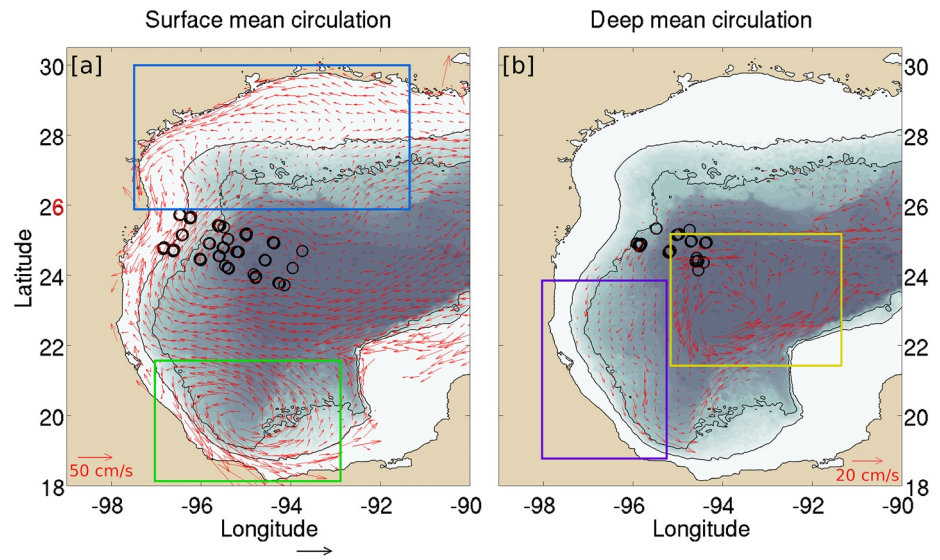 Surface mean circulation
Deep mean circulation
[a]
[b]
30
28
26
24
22
20
18
Latitude
50 cm/s
-98
-96
-94
-92
-90
Longitude
30
28
26
24
22
20
18
20 cm/s
-98
-96
-94
-92
-90
Longitude